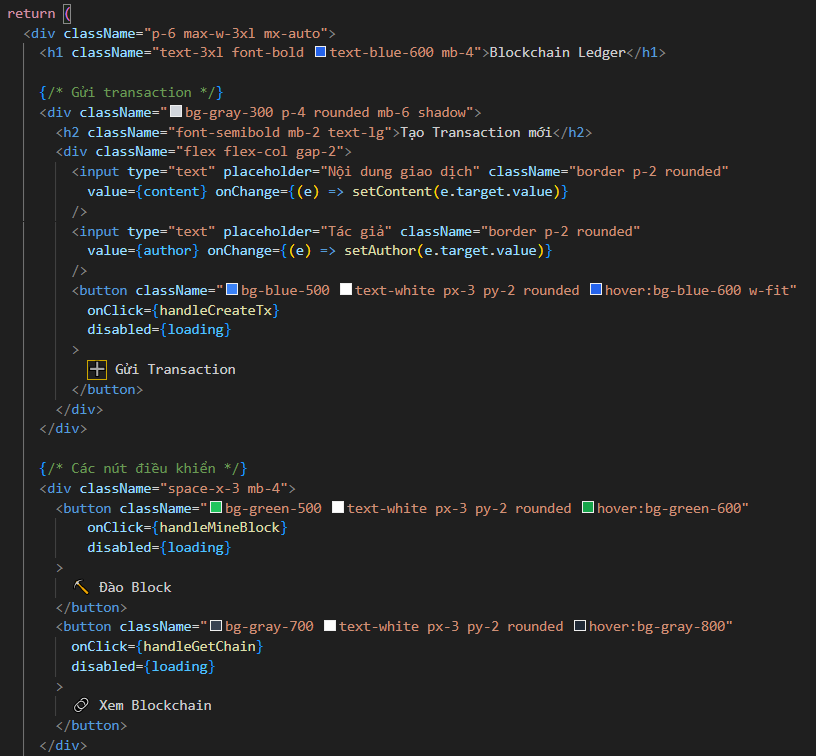 return (
<div className="p-6 max-w-3xl mx-auto">
<h1 className="text-3xl font-bold text-blue-600 mb-4">Blockchain Ledger</h1>
{/* Gửi transaction */}
<div className="bg-gray-300 p-4 rounded mb-6 shadow">
<h2 className="font-semibold mb-2 text-lg">Tạo Transaction mới</h2>
<div className="flex flex-col gap-2">
<input type="text" placeholder="Nội dung giao dịch" className="border p-2 rounded"
value={content} onChange={(e) => setContent(e.target.value)}
/>
<input type="text" placeholder="Tác giả" className="border p-2 rounded"
value={author} onChange={(e) => setAuthor(e.target.value)}
/>
<button className="bg-blue-500 text-white px-3 py-2 rounded hover:bg-blue-600 w-fit"
onClick={handleCreateTx}
disabled={loading}
>
➕ Gửi Transaction
</button>
</div>
</div>
{/* Các nút điều khiển */}
<div className="space-x-3 mb-4">
<button className="bg-green-500 text-white px-3 py-2 rounded hover:bg-green-600"
onClick={handleMineBlock}
disabled={loading}
>
⛏️ Đào Block
</button>
<button className="bg-gray-700 text-white px-3 py-2 rounded hover:bg-gray-800"
onClick={handleGetChain}
disabled={loading}
>
🔗 Xem Blockchain
</button>
</div>